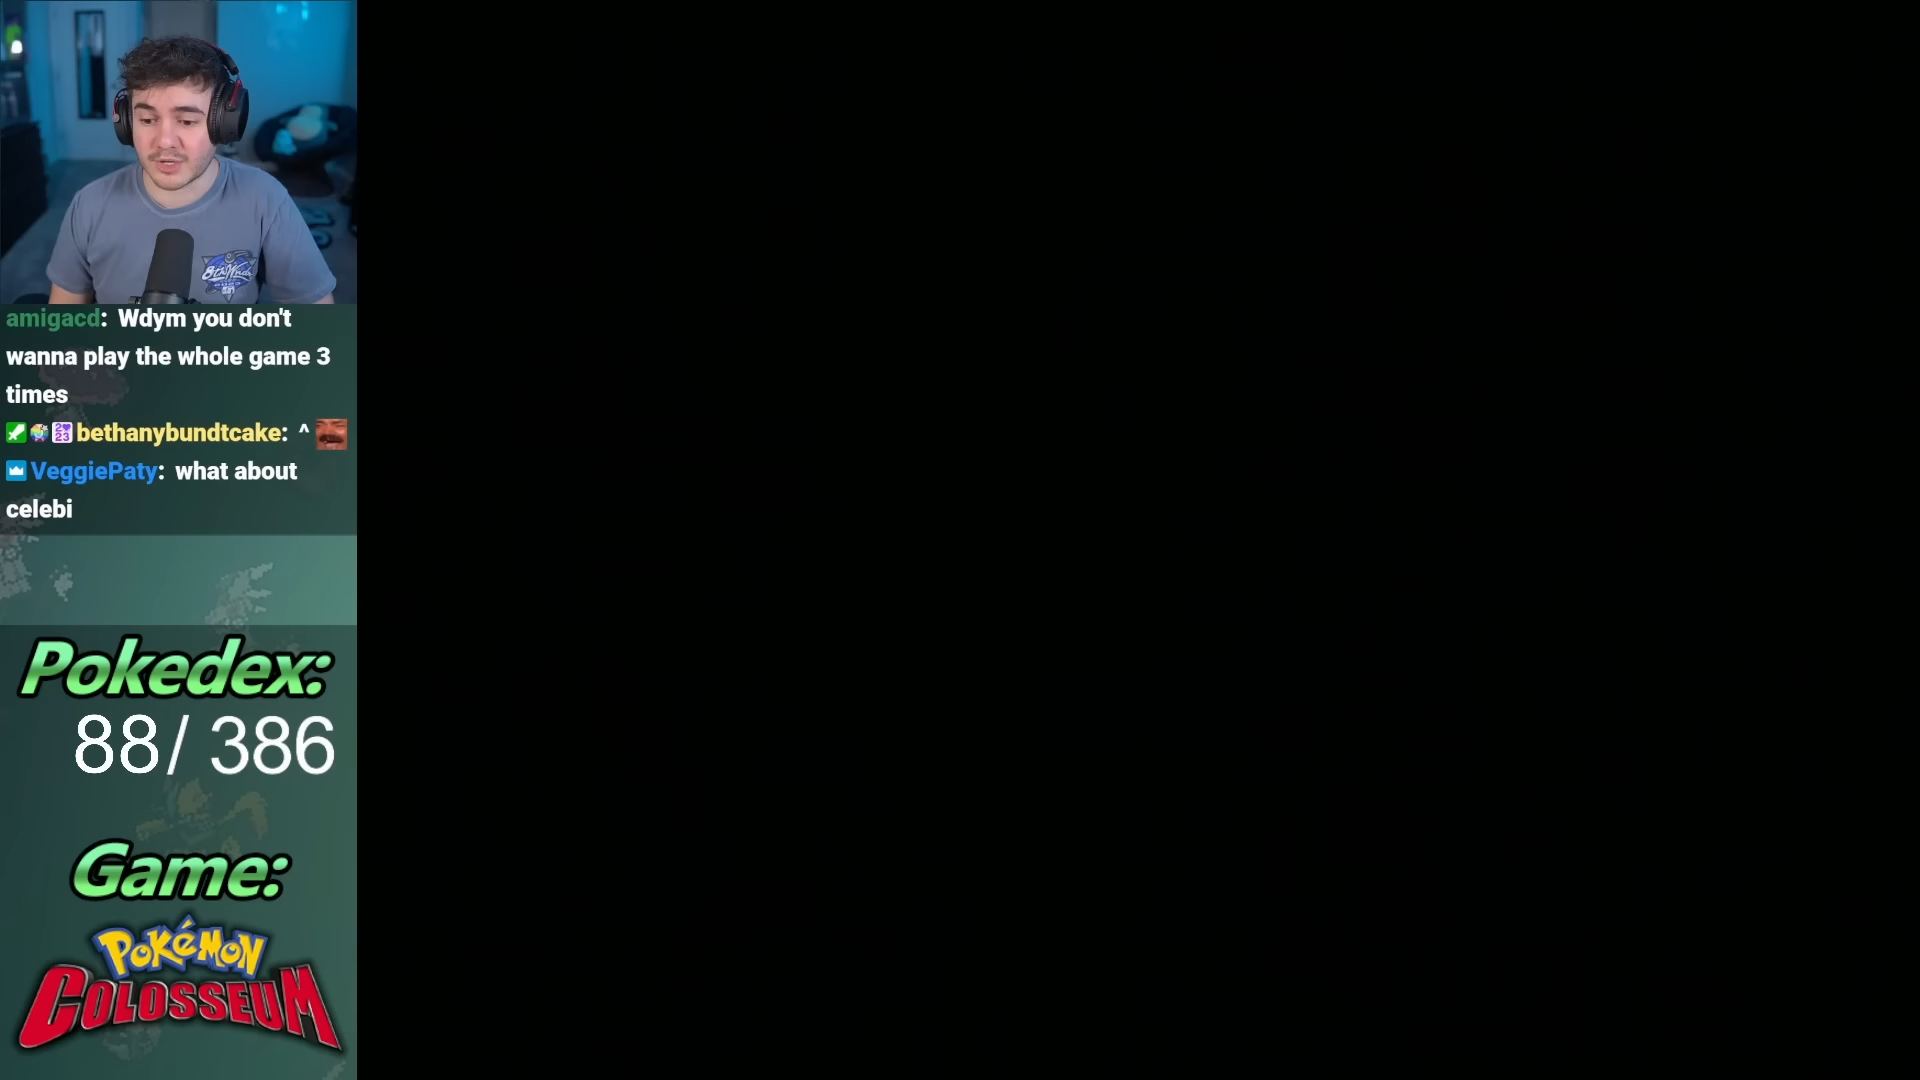 amigacd: Wdym you don't
wanna play the whole game 3
times
bethanybundtcake: ^
VeggiePaty: what about
celebi
Pokedex:
88/ 386
Game:
POKéMON
COLOSSEUM